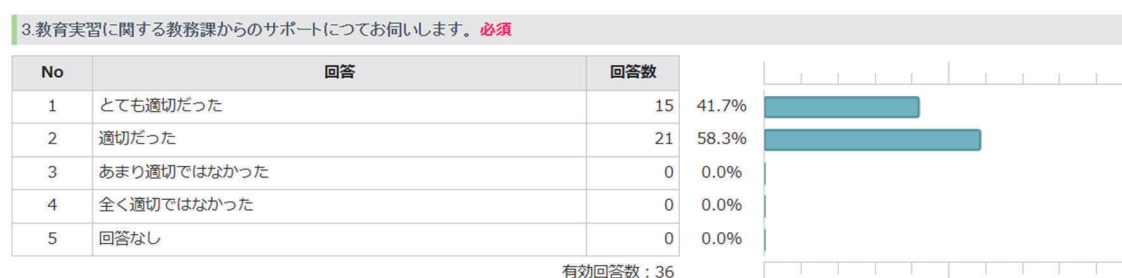 3.教育実習に関する教務課からのサポートにつてお伺いします。必須
No 回答 回答数
1 とても適切だった 15 41.7%
2 適切だった 21 58.3%
3 あまり適切ではなかった 0 0.0%
4 全く適切ではなかった 0 0.0%
5 回答なし 0 0.0%
有効回答数：36